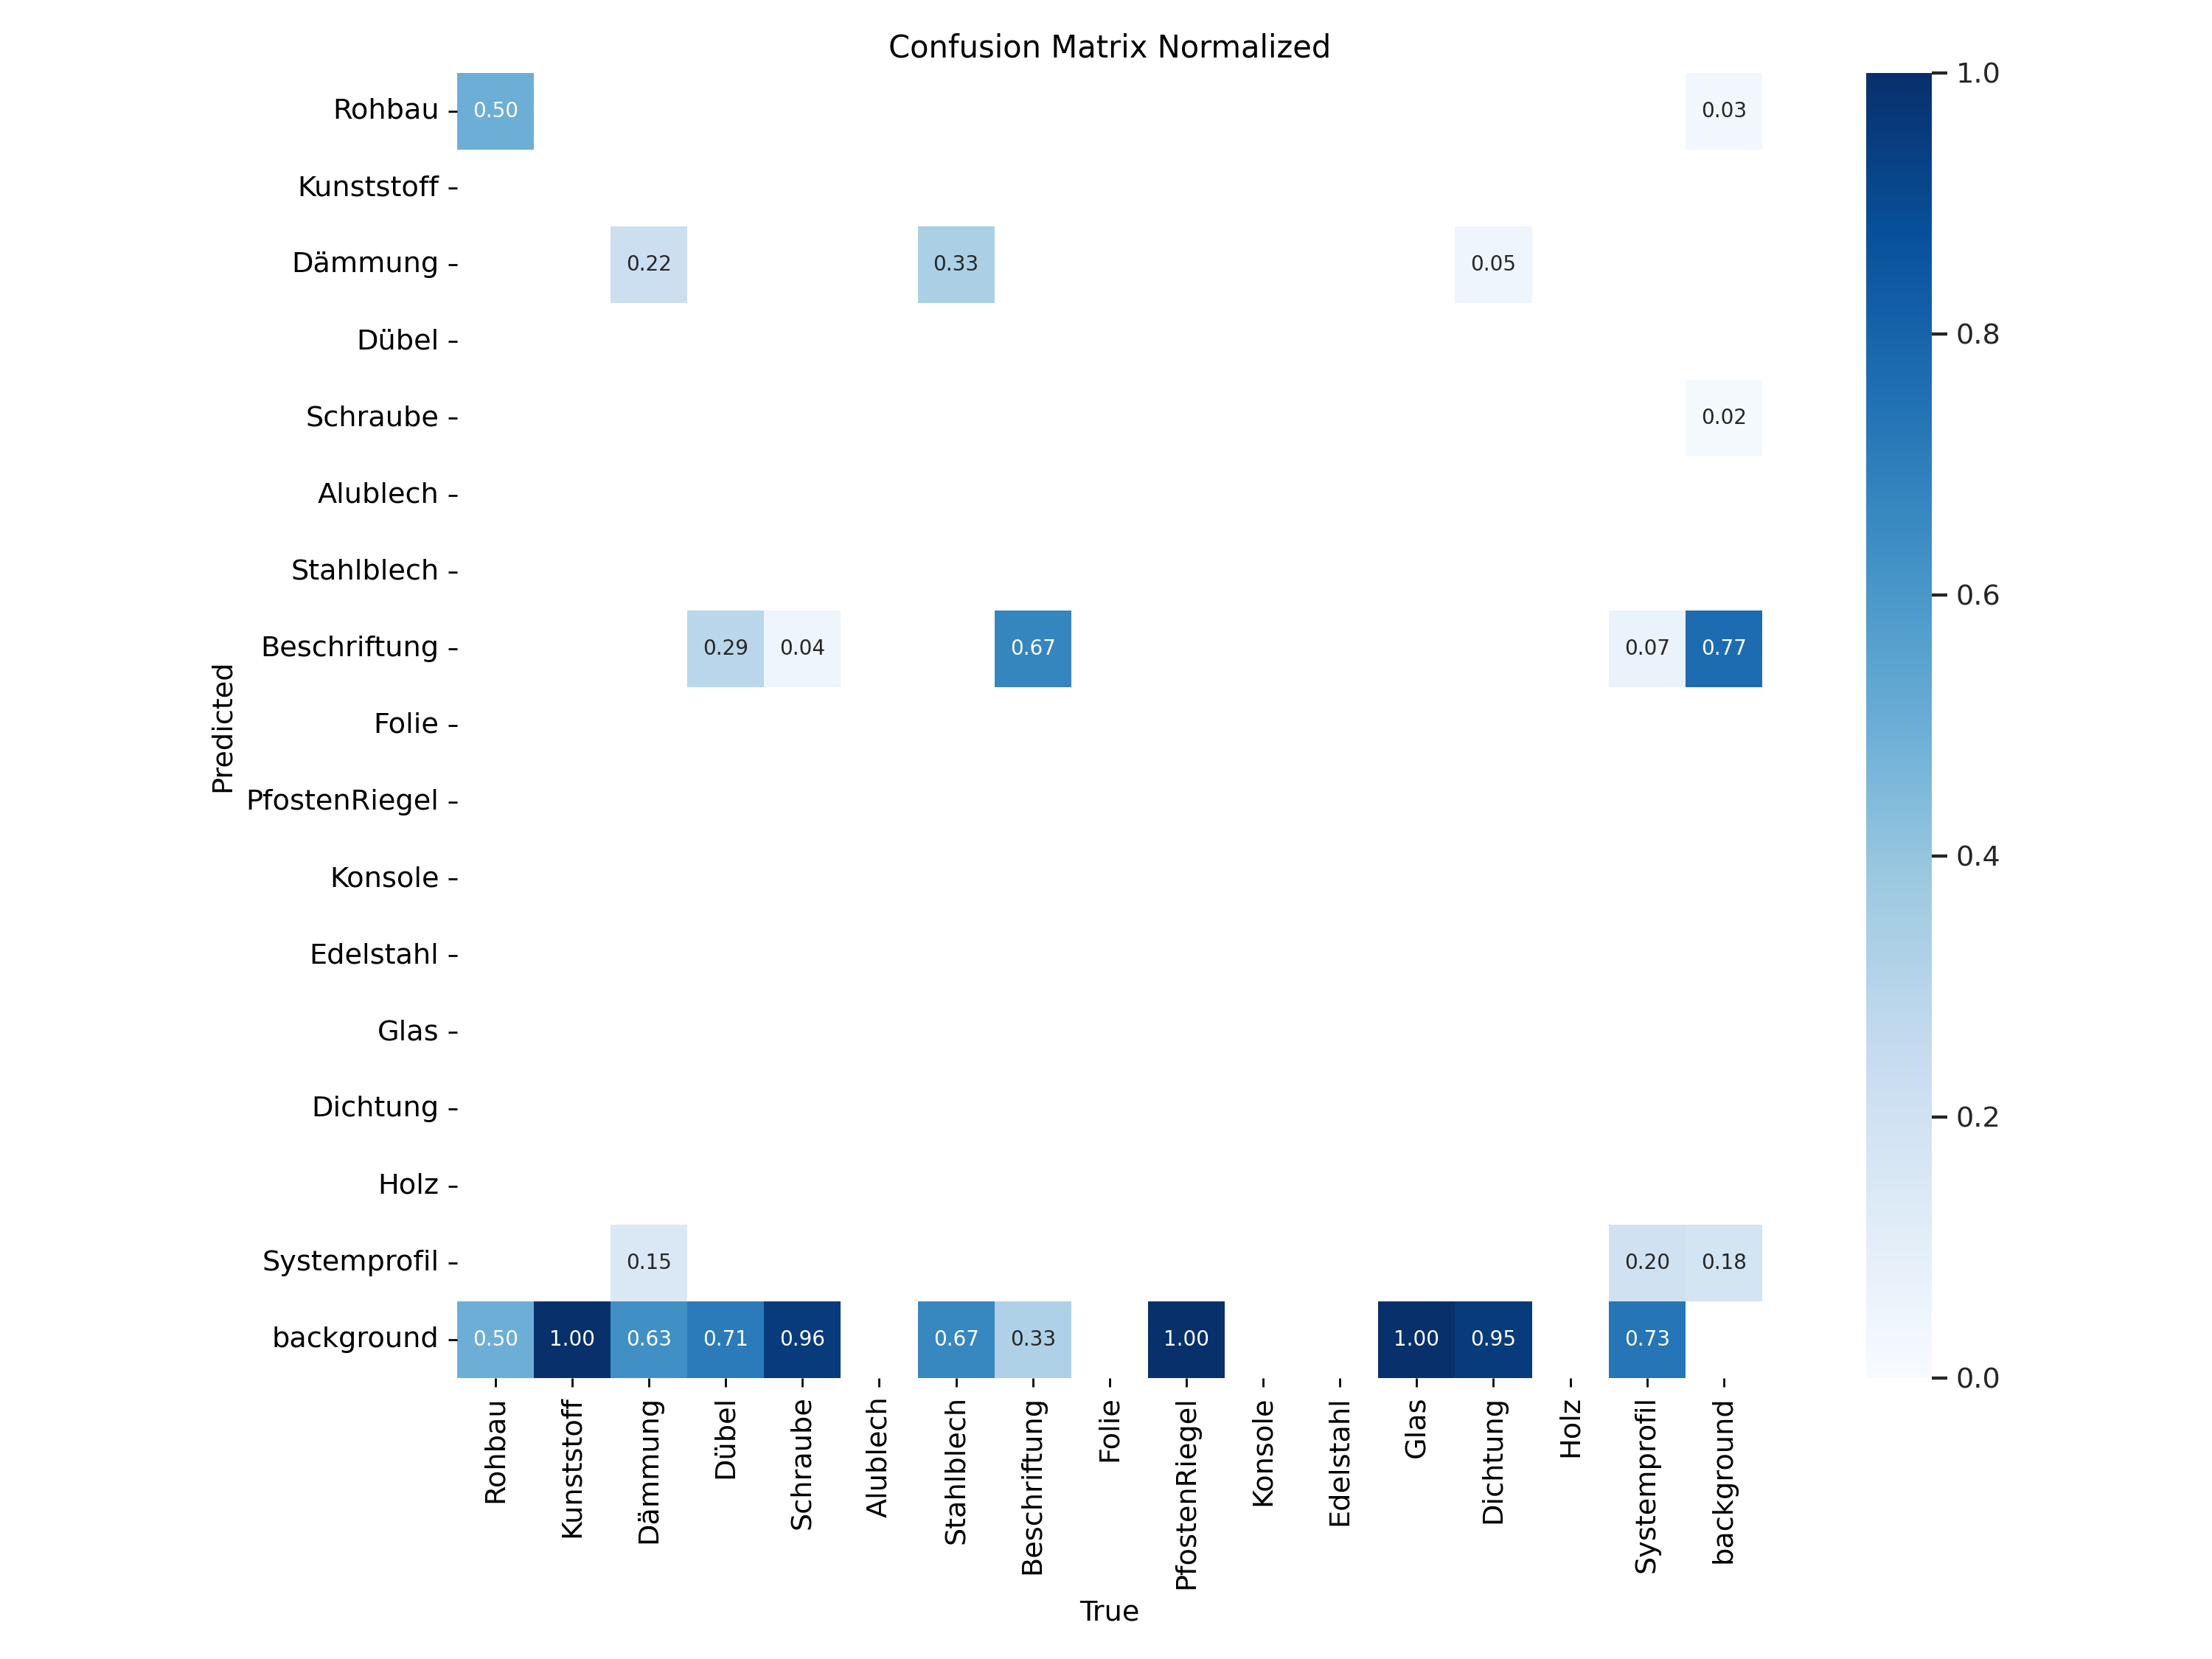 Confusion Matrix Normalized
Predicted
Rohbau 0.50 0.03
Kunststoff
Dämmung 0.22 0.33 0.05
Dübel
Schraube 0.02
Alublech
Stahlblech
Beschriftung 0.29 0.04 0.67 0.07 0.77
Folie
PfostenRiegel
Konsole
Edelstahl
Glas
Dichtung
Holz
Systemprofil 0.15 0.20 0.18
background 0.50 1.00 0.63 0.71 0.96 0.67 0.33 1.00 1.00 0.95 0.73
Rohbau
Kunststoff
Dämmung
Dübel
Schraube
Alublech
Stahlblech
Beschriftung
Folie
PfostenRiegel
Konsole
Edelstahl
Glas
Dichtung
Holz
Systemprofil
background
True
1.0
0.8
0.6
0.4
0.2
0.0